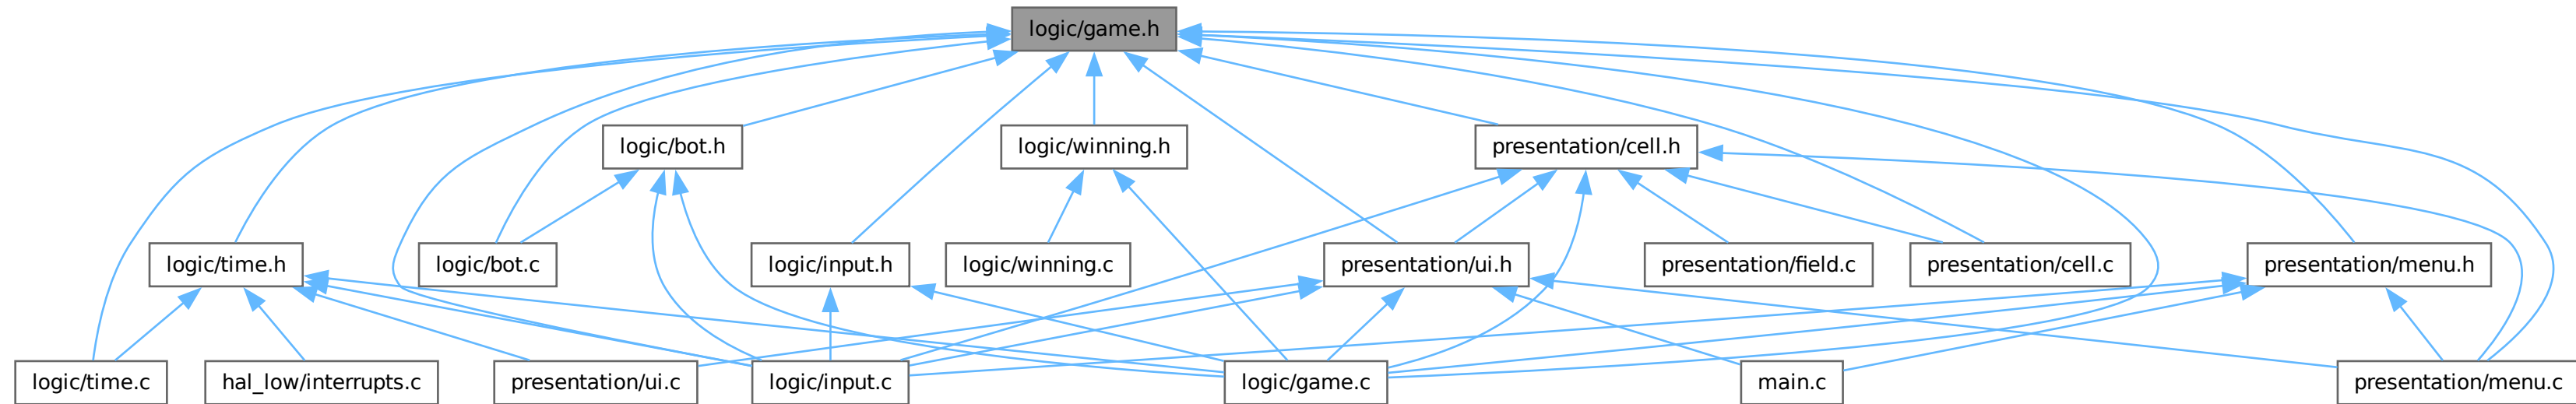 logic/game.h
logic/bot.h
logic/winning.h
presentation/cell.h
logic/time.h
logic/bot.c
logic/input.h
logic/winning.c
presentation/ui.h
presentation/field.c
presentation/cell.c
presentation/menu.h
logic/time.c
hal_low/interrupts.c
presentation/ui.c
logic/input.c
logic/game.c
main.c
presentation/menu.c